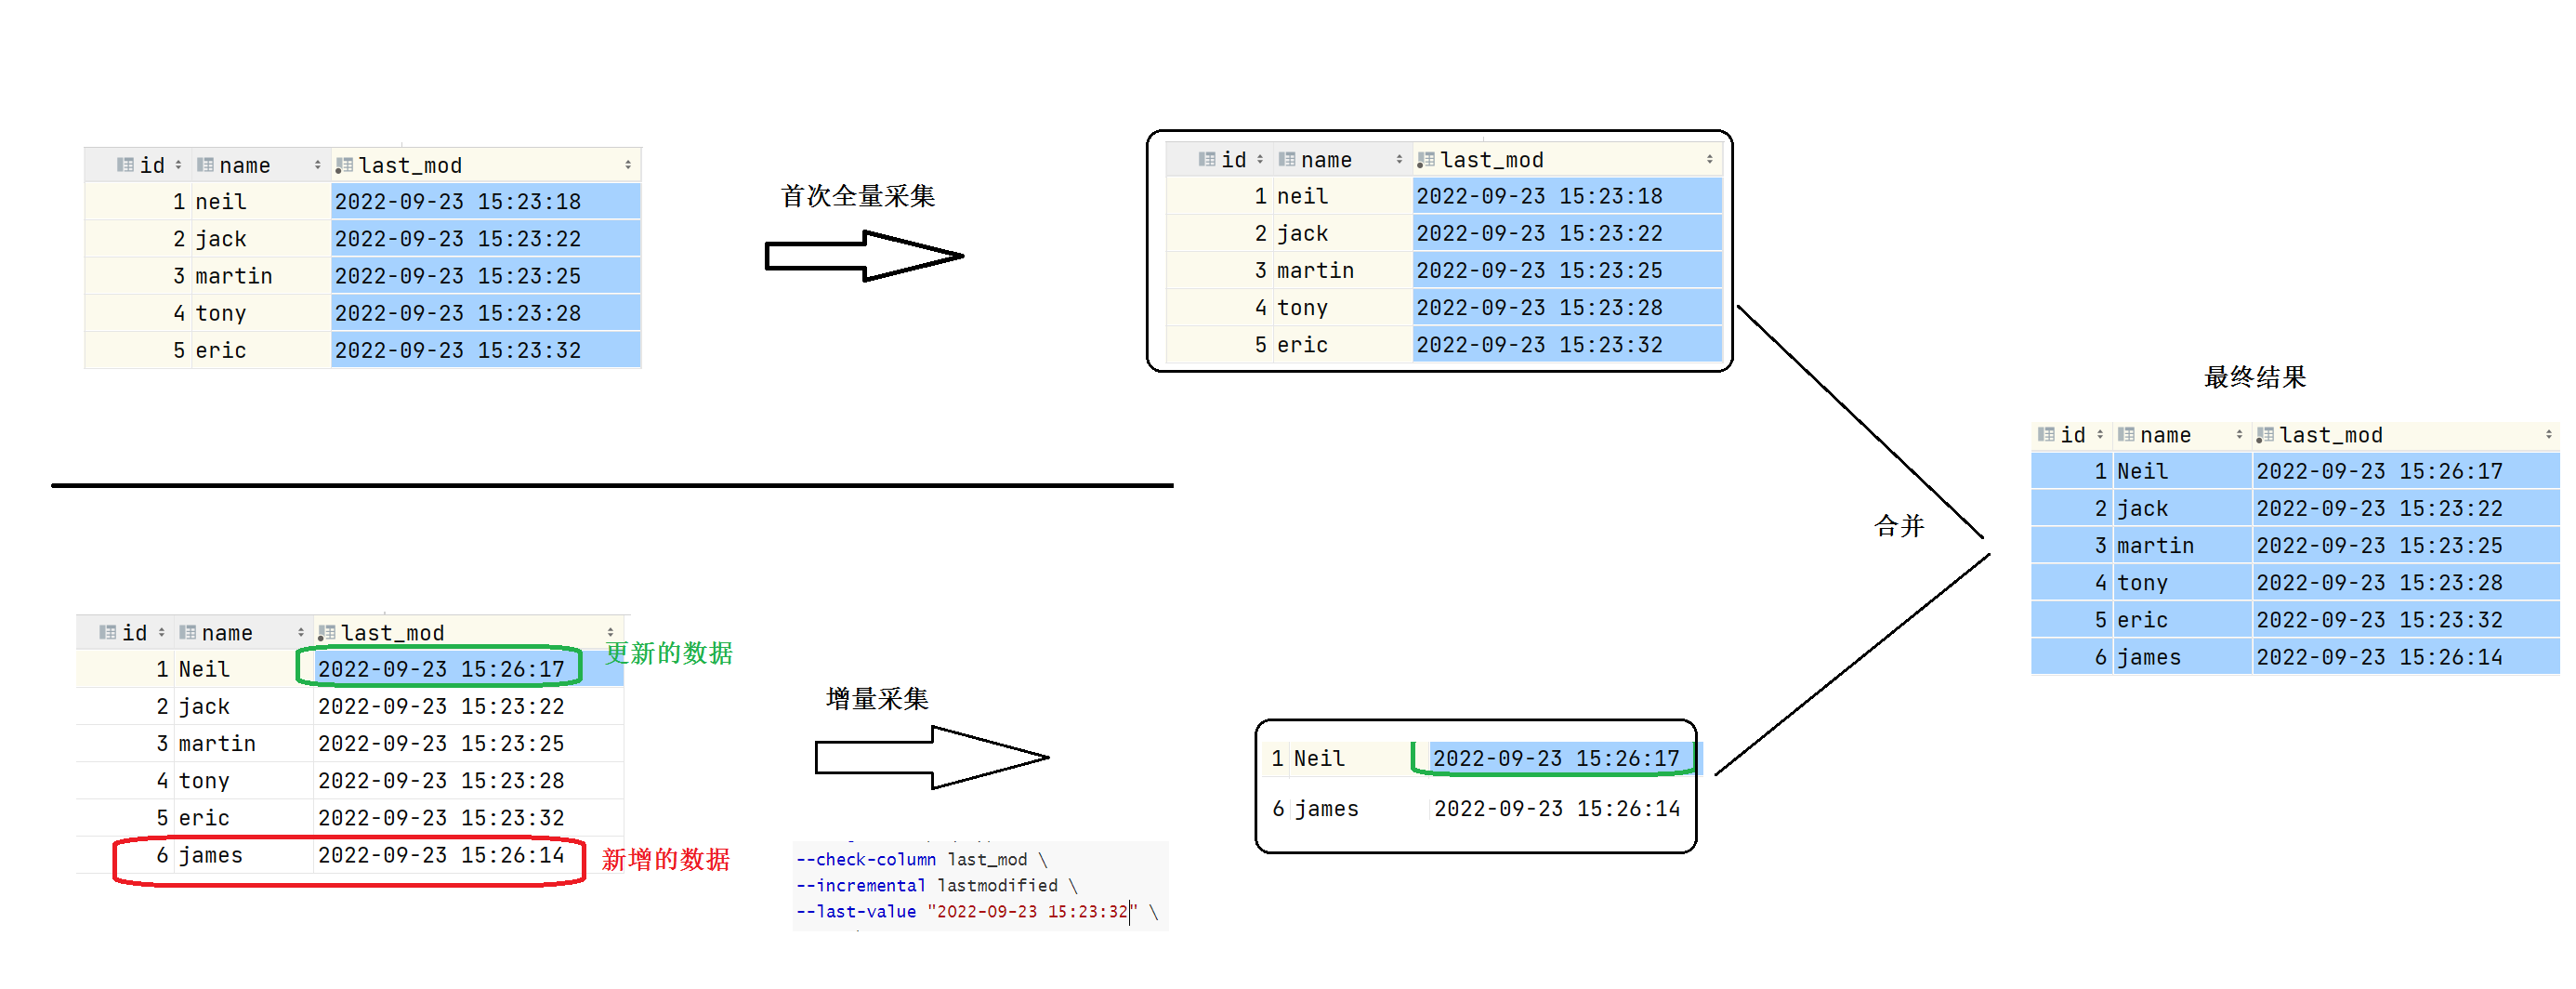 id name last_mod
1 neil 2022-09-23 15:23:18
2 jack 2022-09-23 15:23:22
3 martin 2022-09-23 15:23:25
4 tony 2022-09-23 15:23:28
5 eric 2022-09-23 15:23:32
首次全量采集
id name last_mod
1 neil 2022-09-23 15:23:18
2 jack 2022-09-23 15:23:22
3 martin 2022-09-23 15:23:25
4 tony 2022-09-23 15:23:28
5 eric 2022-09-23 15:23:32
id name last_mod
1 Neil 2022-09-23 15:26:17 更新的数据
2 jack 2022-09-23 15:23:22
3 martin 2022-09-23 15:23:25
4 tony 2022-09-23 15:23:28
5 eric 2022-09-23 15:23:32
6 james 2022-09-23 15:26:14 新增的数据
增量采集
--check-column last_mod \
--incremental lastmodified \
--last-value "2022-09-23 15:23:32" \
1 Neil 2022-09-23 15:26:17
6 james 2022-09-23 15:26:14
合并
最终结果
id name last_mod
1 Neil 2022-09-23 15:26:17
2 jack 2022-09-23 15:23:22
3 martin 2022-09-23 15:23:25
4 tony 2022-09-23 15:23:28
5 eric 2022-09-23 15:23:32
6 james 2022-09-23 15:26:14